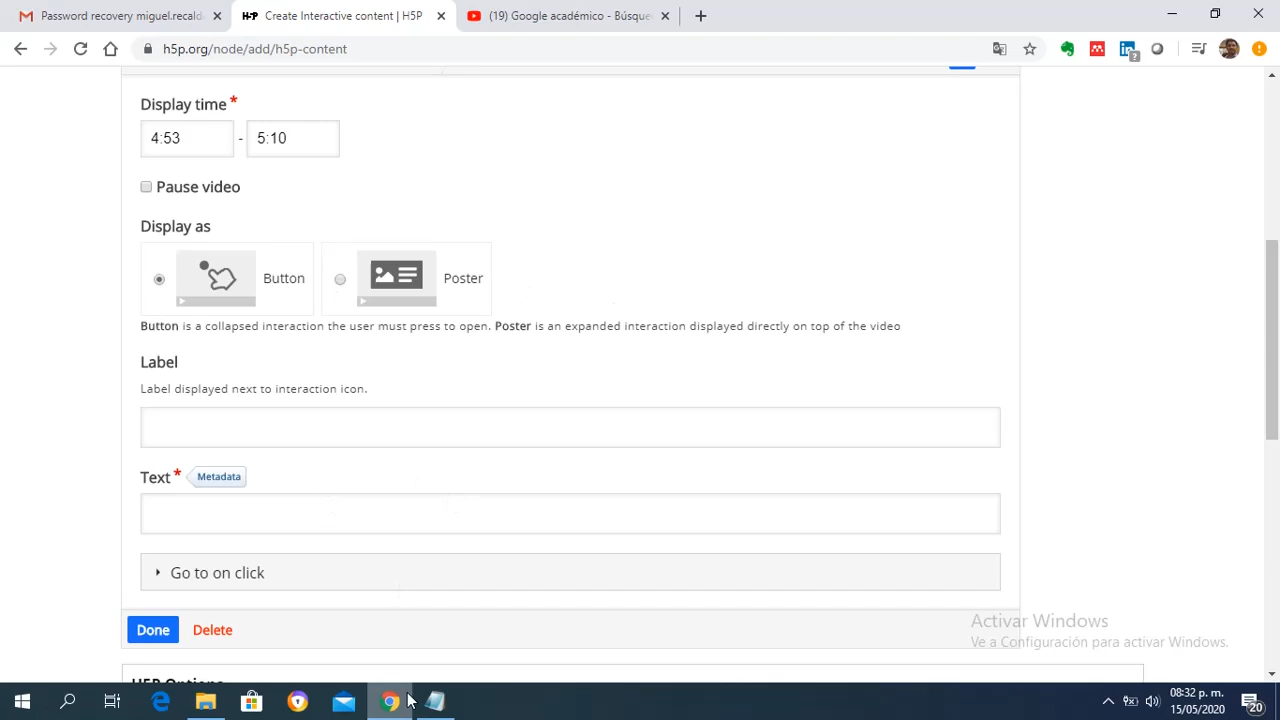 Password recovery miguel.recald
Create Interactive content | H5P
(19) Google académico - Búsque
h5p.org/node/add/h5p-content
Display time *
4:53 - 5:10
Pause video
Display as
Button
Poster
Button is a collapsed interaction the user must press to open. Poster is an expanded interaction displayed directly on top of the video
Label
Label displayed next to interaction icon.
Text * Metadata
Go to on click
Done Delete
Activar Windows
Ve a Configuración para activar Windows.
H5P Options
08:32 p. m.
15/05/2020
20